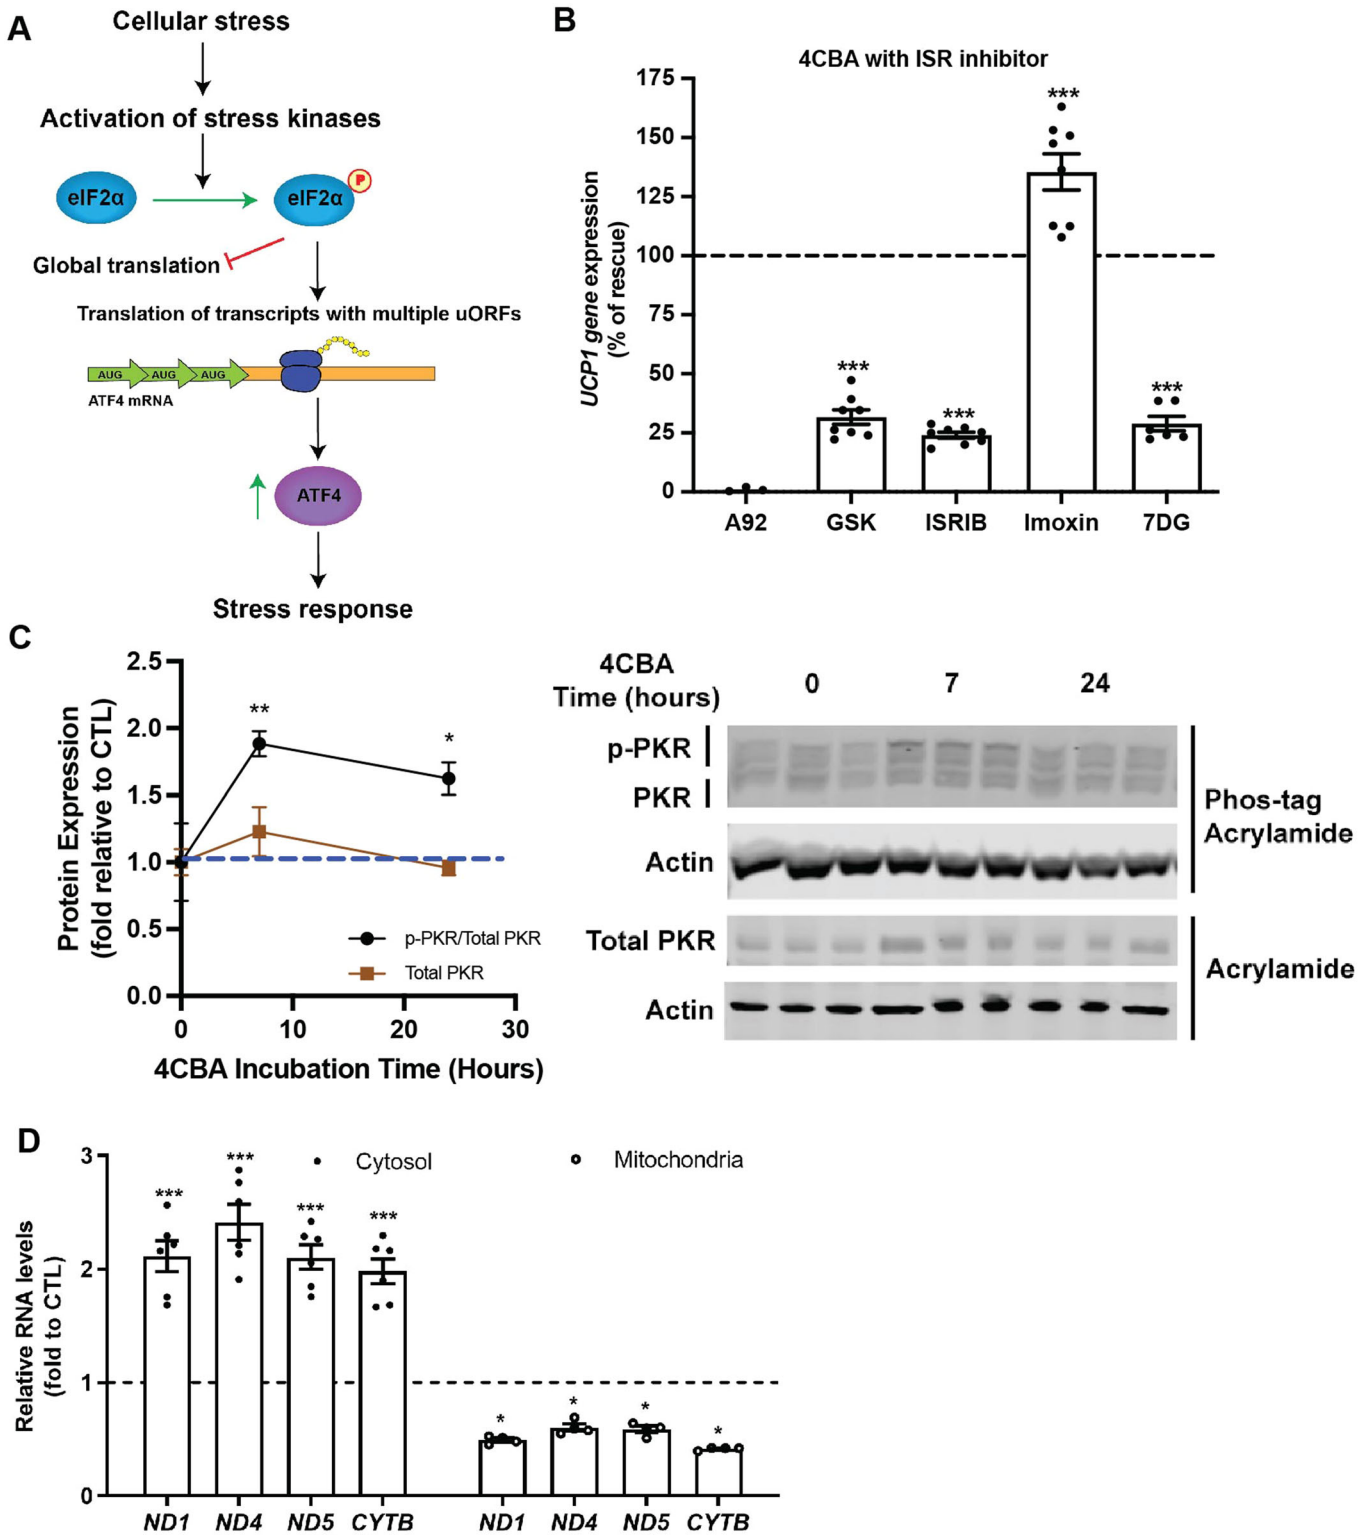 A
Cellular stress
Activation of stress kinases
eIF2α
eIF2α
P
Global translation
Translation of transcripts with multiple uORFs
AUG AUG AUG
ATF4 mRNA
ATF4
Stress response
B
4CBA with ISR inhibitor
UCP1 gene expression
(% of rescue)
175
150
125
100
75
50
25
0
***
***
***
***
A92 GSK ISRIB Imoxin 7DG
C
Protein Expression
(fold relative to CTL)
2.5
2.0
1.5
1.0
0.5
0.0
**
*
p-PKR/Total PKR
Total PKR
0 10 20 30
4CBA Incubation Time (Hours)
4CBA
Time (hours) 0 7 24
p-PKR
PKR
Actin
Phos-tag
Acrylamide
Total PKR
Actin
Acrylamide
D
Relative RNA levels
(fold to CTL)
3
2
1
0
Cytosol Mitochondria
*** *** *** ***
* * * *
ND1 ND4 ND5 CYTB ND1 ND4 ND5 CYTB